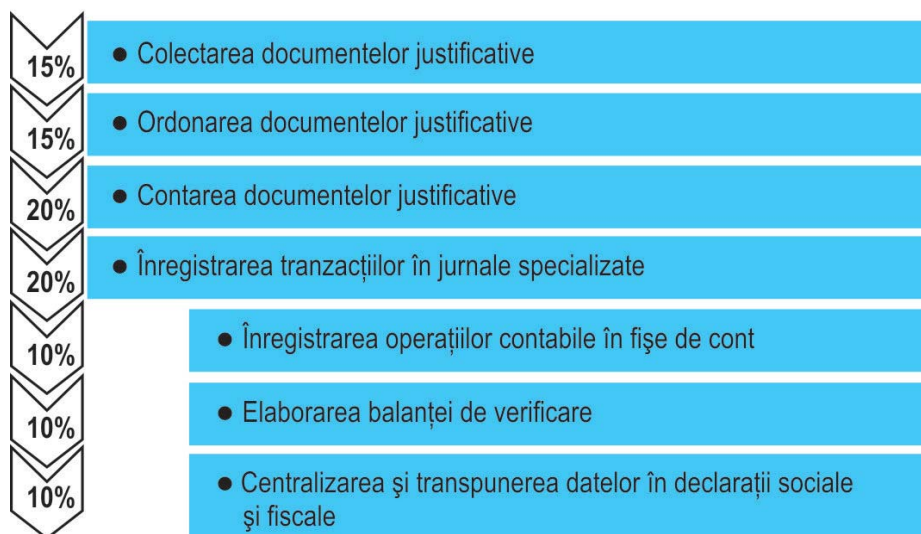 15%
● Colectarea documentelor justificative
15%
● Ordonarea documentelor justificative
20%
● Contarea documentelor justificative
20%
● Înregistrarea tranzacțiilor în jurnale specializate
10%
● Înregistrarea operațiilor contabile în fişe de cont
10%
● Elaborarea balanței de verificare
10%
● Centralizarea şi transpunerea datelor în declarații sociale
şi fiscale